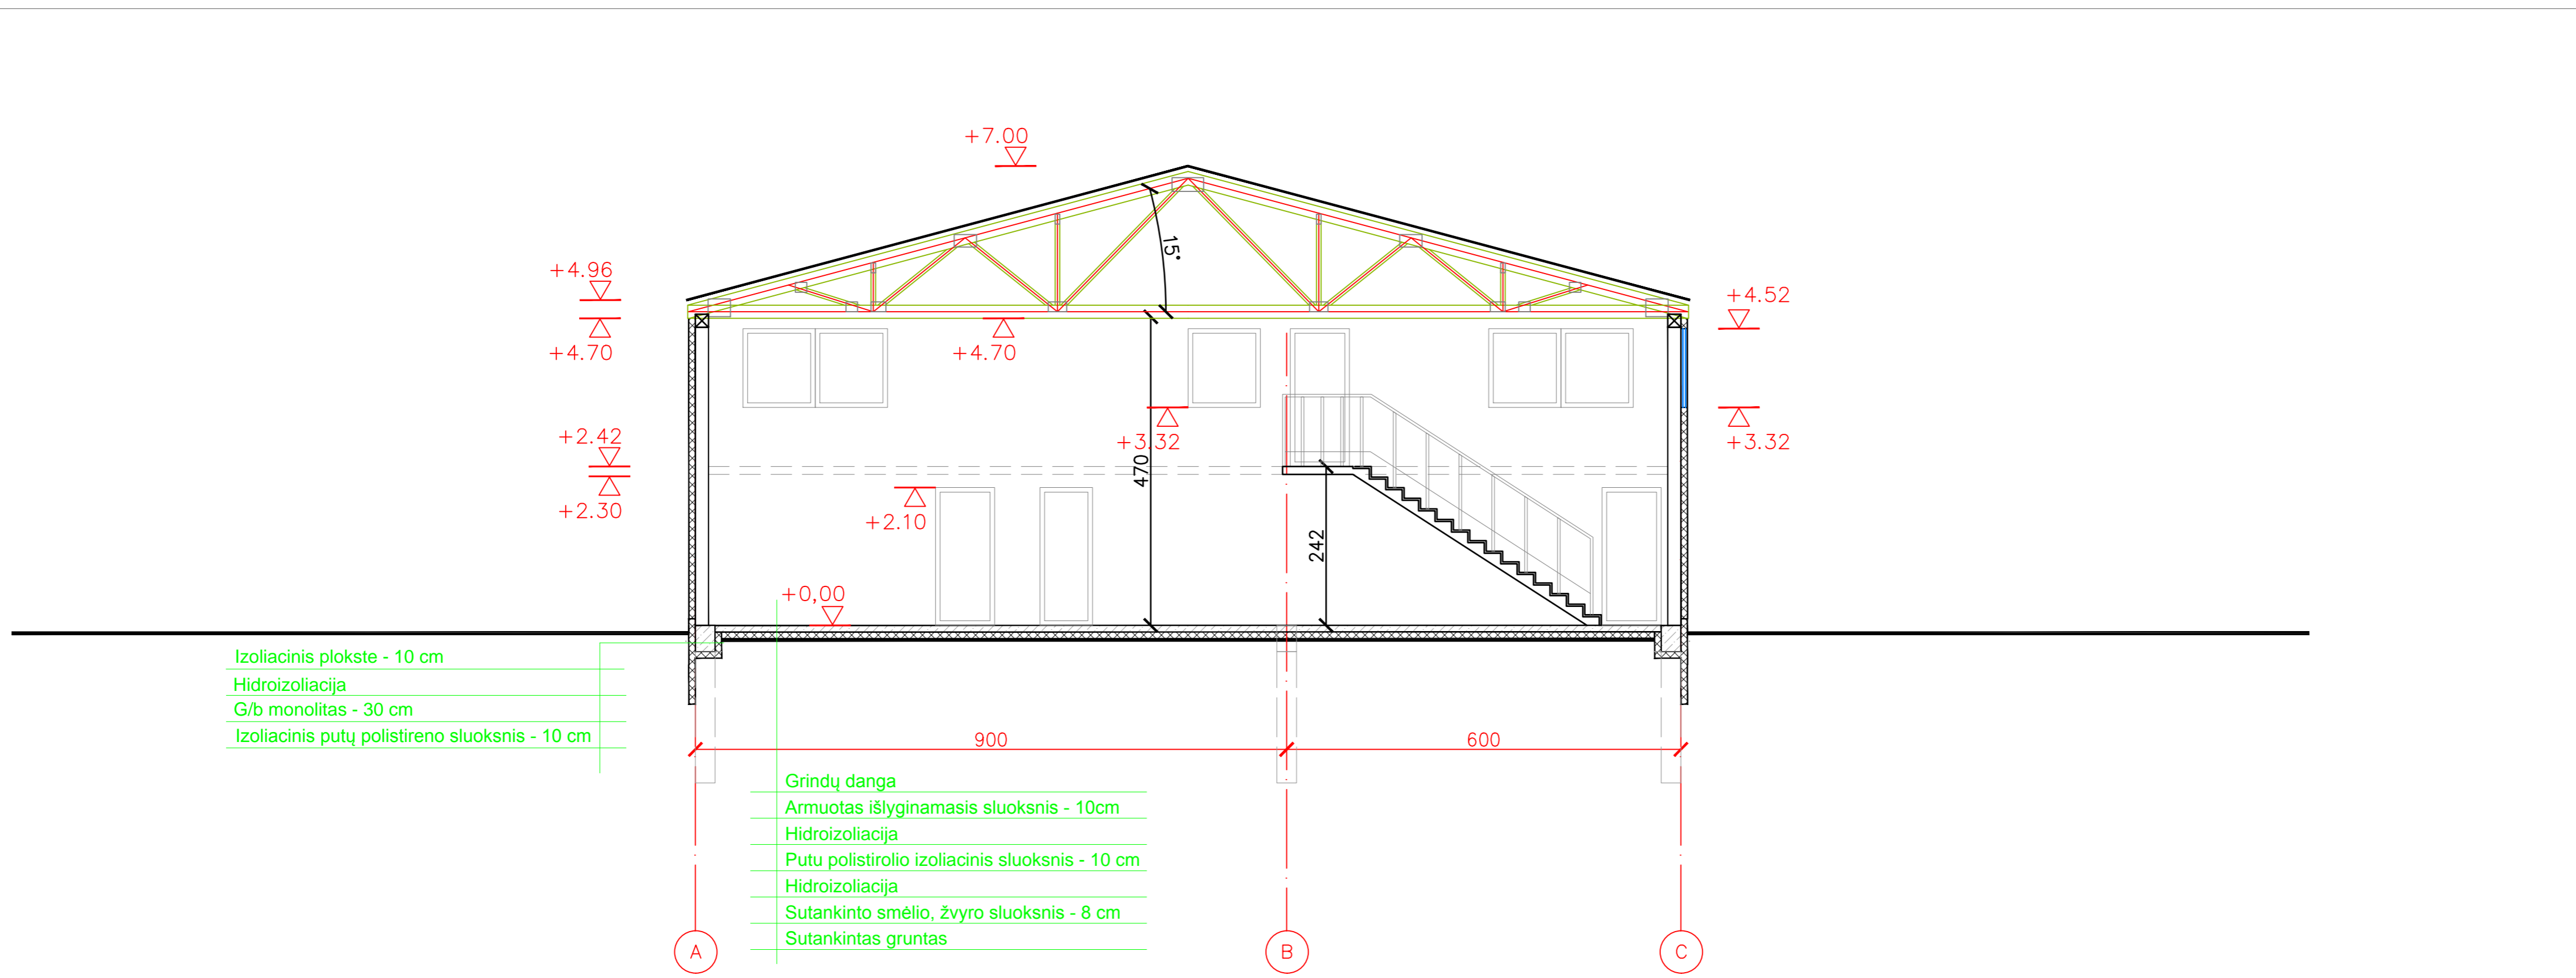 +7.00
15°
+4.96
+4.52
+4.70
+4.70
+3.32
+3.32
+2.42
470
+2.30
+2.10
242
+0,00
Izoliacinis plokste - 10 cm
Hidroizoliacija
G/b monolitas - 30 cm
Izoliacinis putų polistireno sluoksnis - 10 cm
900
600
Grindų danga
Armuotas išlyginamasis sluoksnis - 10cm
Hidroizoliacija
Putu polistirolio izoliacinis sluoksnis - 10 cm
Hidroizoliacija
Sutankinto smėlio, žvyro sluoksnis - 8 cm
Sutankintas gruntas
A
B
C